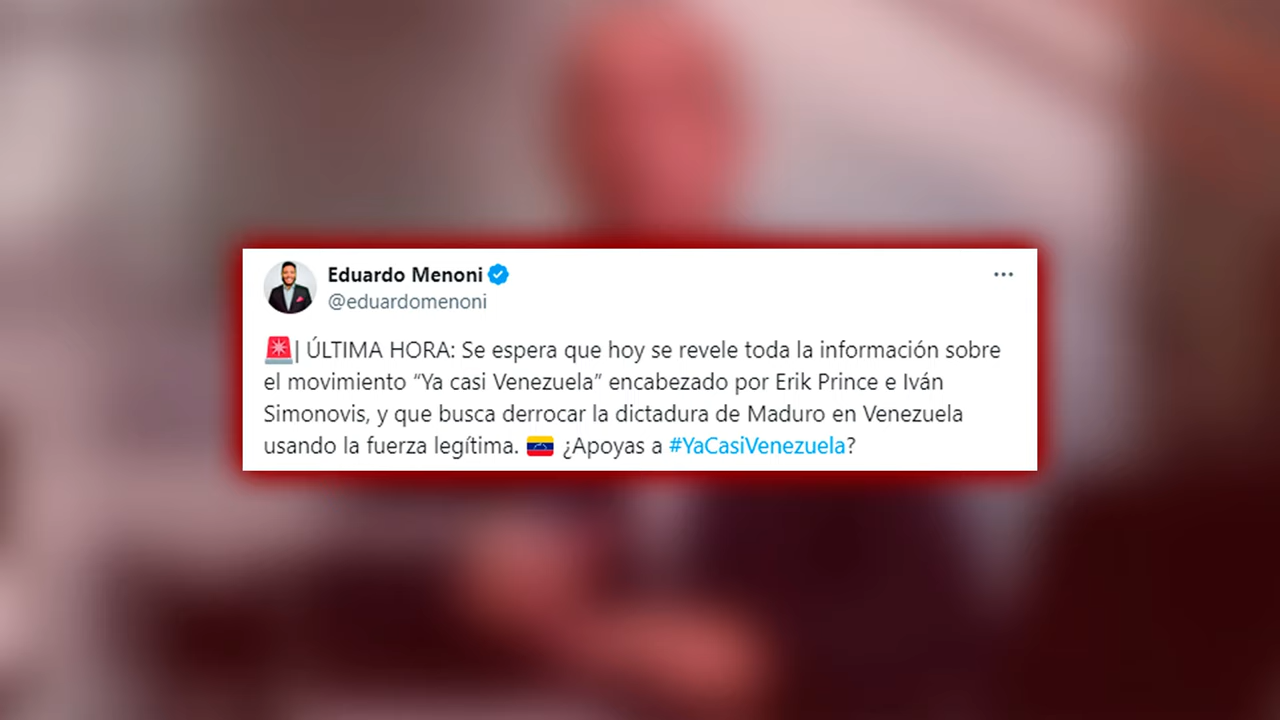 Eduardo Menoni
@eduardomenoni
🚨| ÚLTIMA HORA: Se espera que hoy se revele toda la información sobre
el movimiento “Ya casi Venezuela” encabezado por Erik Prince e Iván
Simonovis, y que busca derrocar la dictadura de Maduro en Venezuela
usando la fuerza legítima. 🇻🇪 ¿Apoyas a #YaCasiVenezuela?